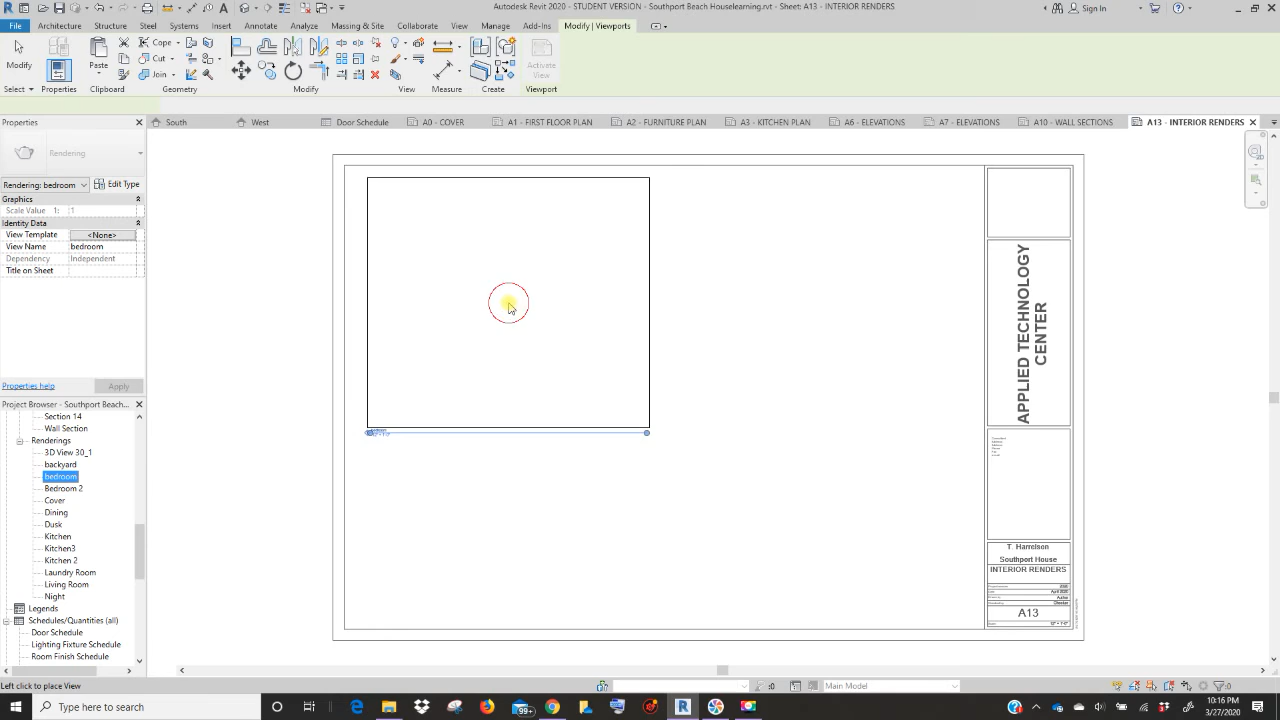 Autodesk Revit 2020 - STUDENT VERSION - Southport Beach Houselearning.rvt - Sheet: A13 - INTERIOR RENDERS
Sign In
File Architecture Structure Steel Systems Insert Annotate Analyze Massing & Site Collaborate View Manage Add-Ins Modify | Viewports
Cope
Cut
Join
Modify Paste Activate View
Select Properties Clipboard Geometry Modify View Measure Create Viewport
Properties
South West Door Schedule A0 - COVER A1 - FIRST FLOOR PLAN A2 - FURNITURE PLAN A3 - KITCHEN PLAN A6 - ELEVATIONS A7 - ELEVATIONS A10 - WALL SECTIONS A13 - INTERIOR RENDERS
Rendering
Rendering: bedroom Edit Type
Graphics
Scale Value 1: 1
Identity Data
View Template <None>
View Name bedroom
Dependency Independent
Title on Sheet
Properties help Apply
Project Browser - Southport Beach...
Section 14
Wall Section
Renderings
3D View 30_1
backyard
bedroom
Bedroom 2
Cover
Dining
Dusk
Kitchen
Kitchen3
Kitchen 2
Laundry Room
Living Room
Night
Legends
Schedules/Quantities (all)
Door Schedule
Lighting Fixture Schedule
Room Finish Schedule
APPLIED TECHNOLOGY
CENTER
T. Harrelson
Southport House
INTERIOR RENDERS
A13
Left click to place View
:0 Main Model :0
Type here to search
99+
10:16 PM
3/27/2020